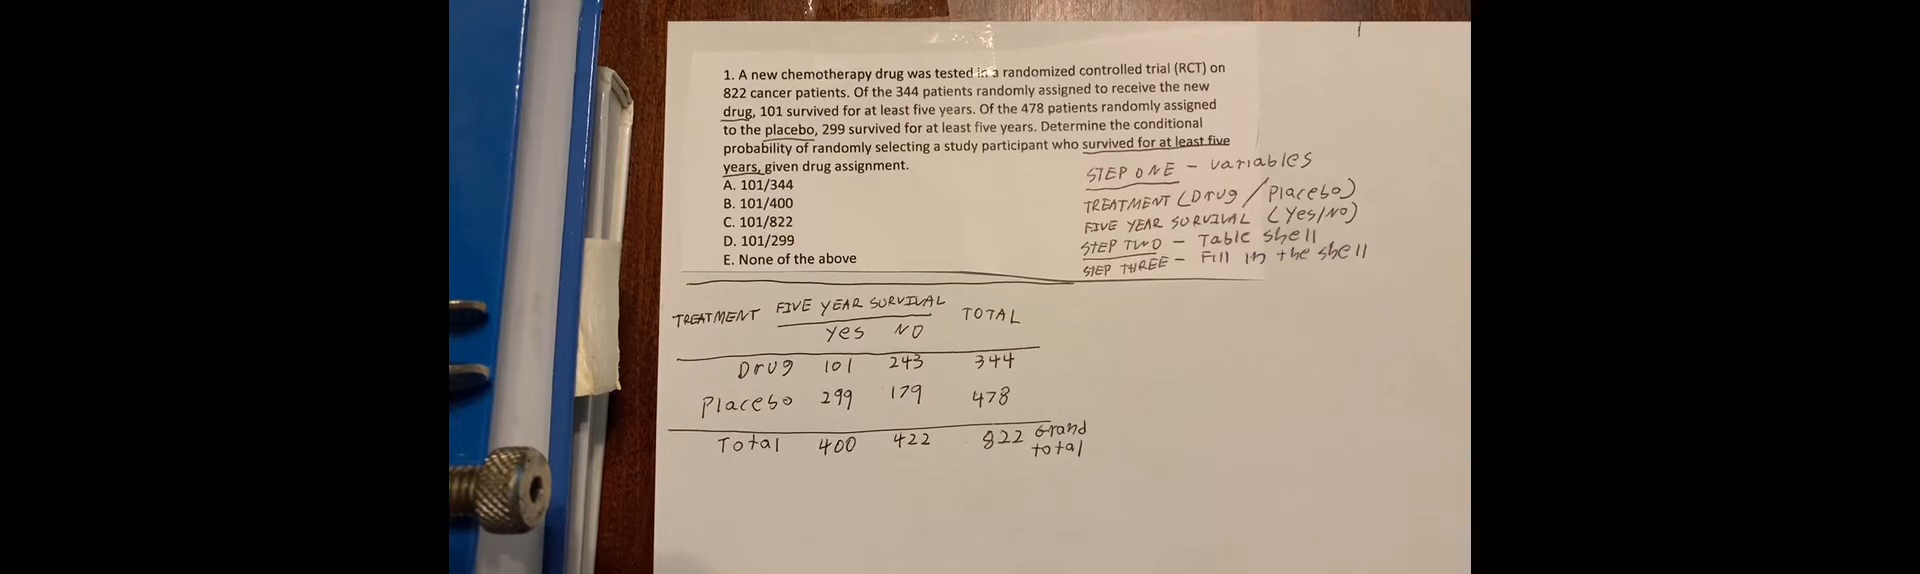 1. A new chemotherapy drug was tested in a randomized controlled trial (RCT) on
822 cancer patients. Of the 344 patients randomly assigned to receive the new
drug, 101 survived for at least five years. Of the 478 patients randomly assigned
to the placebo, 299 survived for at least five years. Determine the conditional
probability of randomly selecting a study participant who survived for at least five
years, given drug assignment.
A. 101/344
B. 101/400
C. 101/822
D. 101/299
E. None of the above
STEP ONE - variables
TREATMENT (Drug / Placebo)
FIVE YEAR SURVIVAL (Yes/No)
STEP TWO - Table shell
STEP THREE - Fill in the shell
TREATMENT FIVE YEAR SURVIVAL TOTAL
Yes NO
Drug 101 243 344
Placebo 299 179 478
Total 400 422 822 Grand total